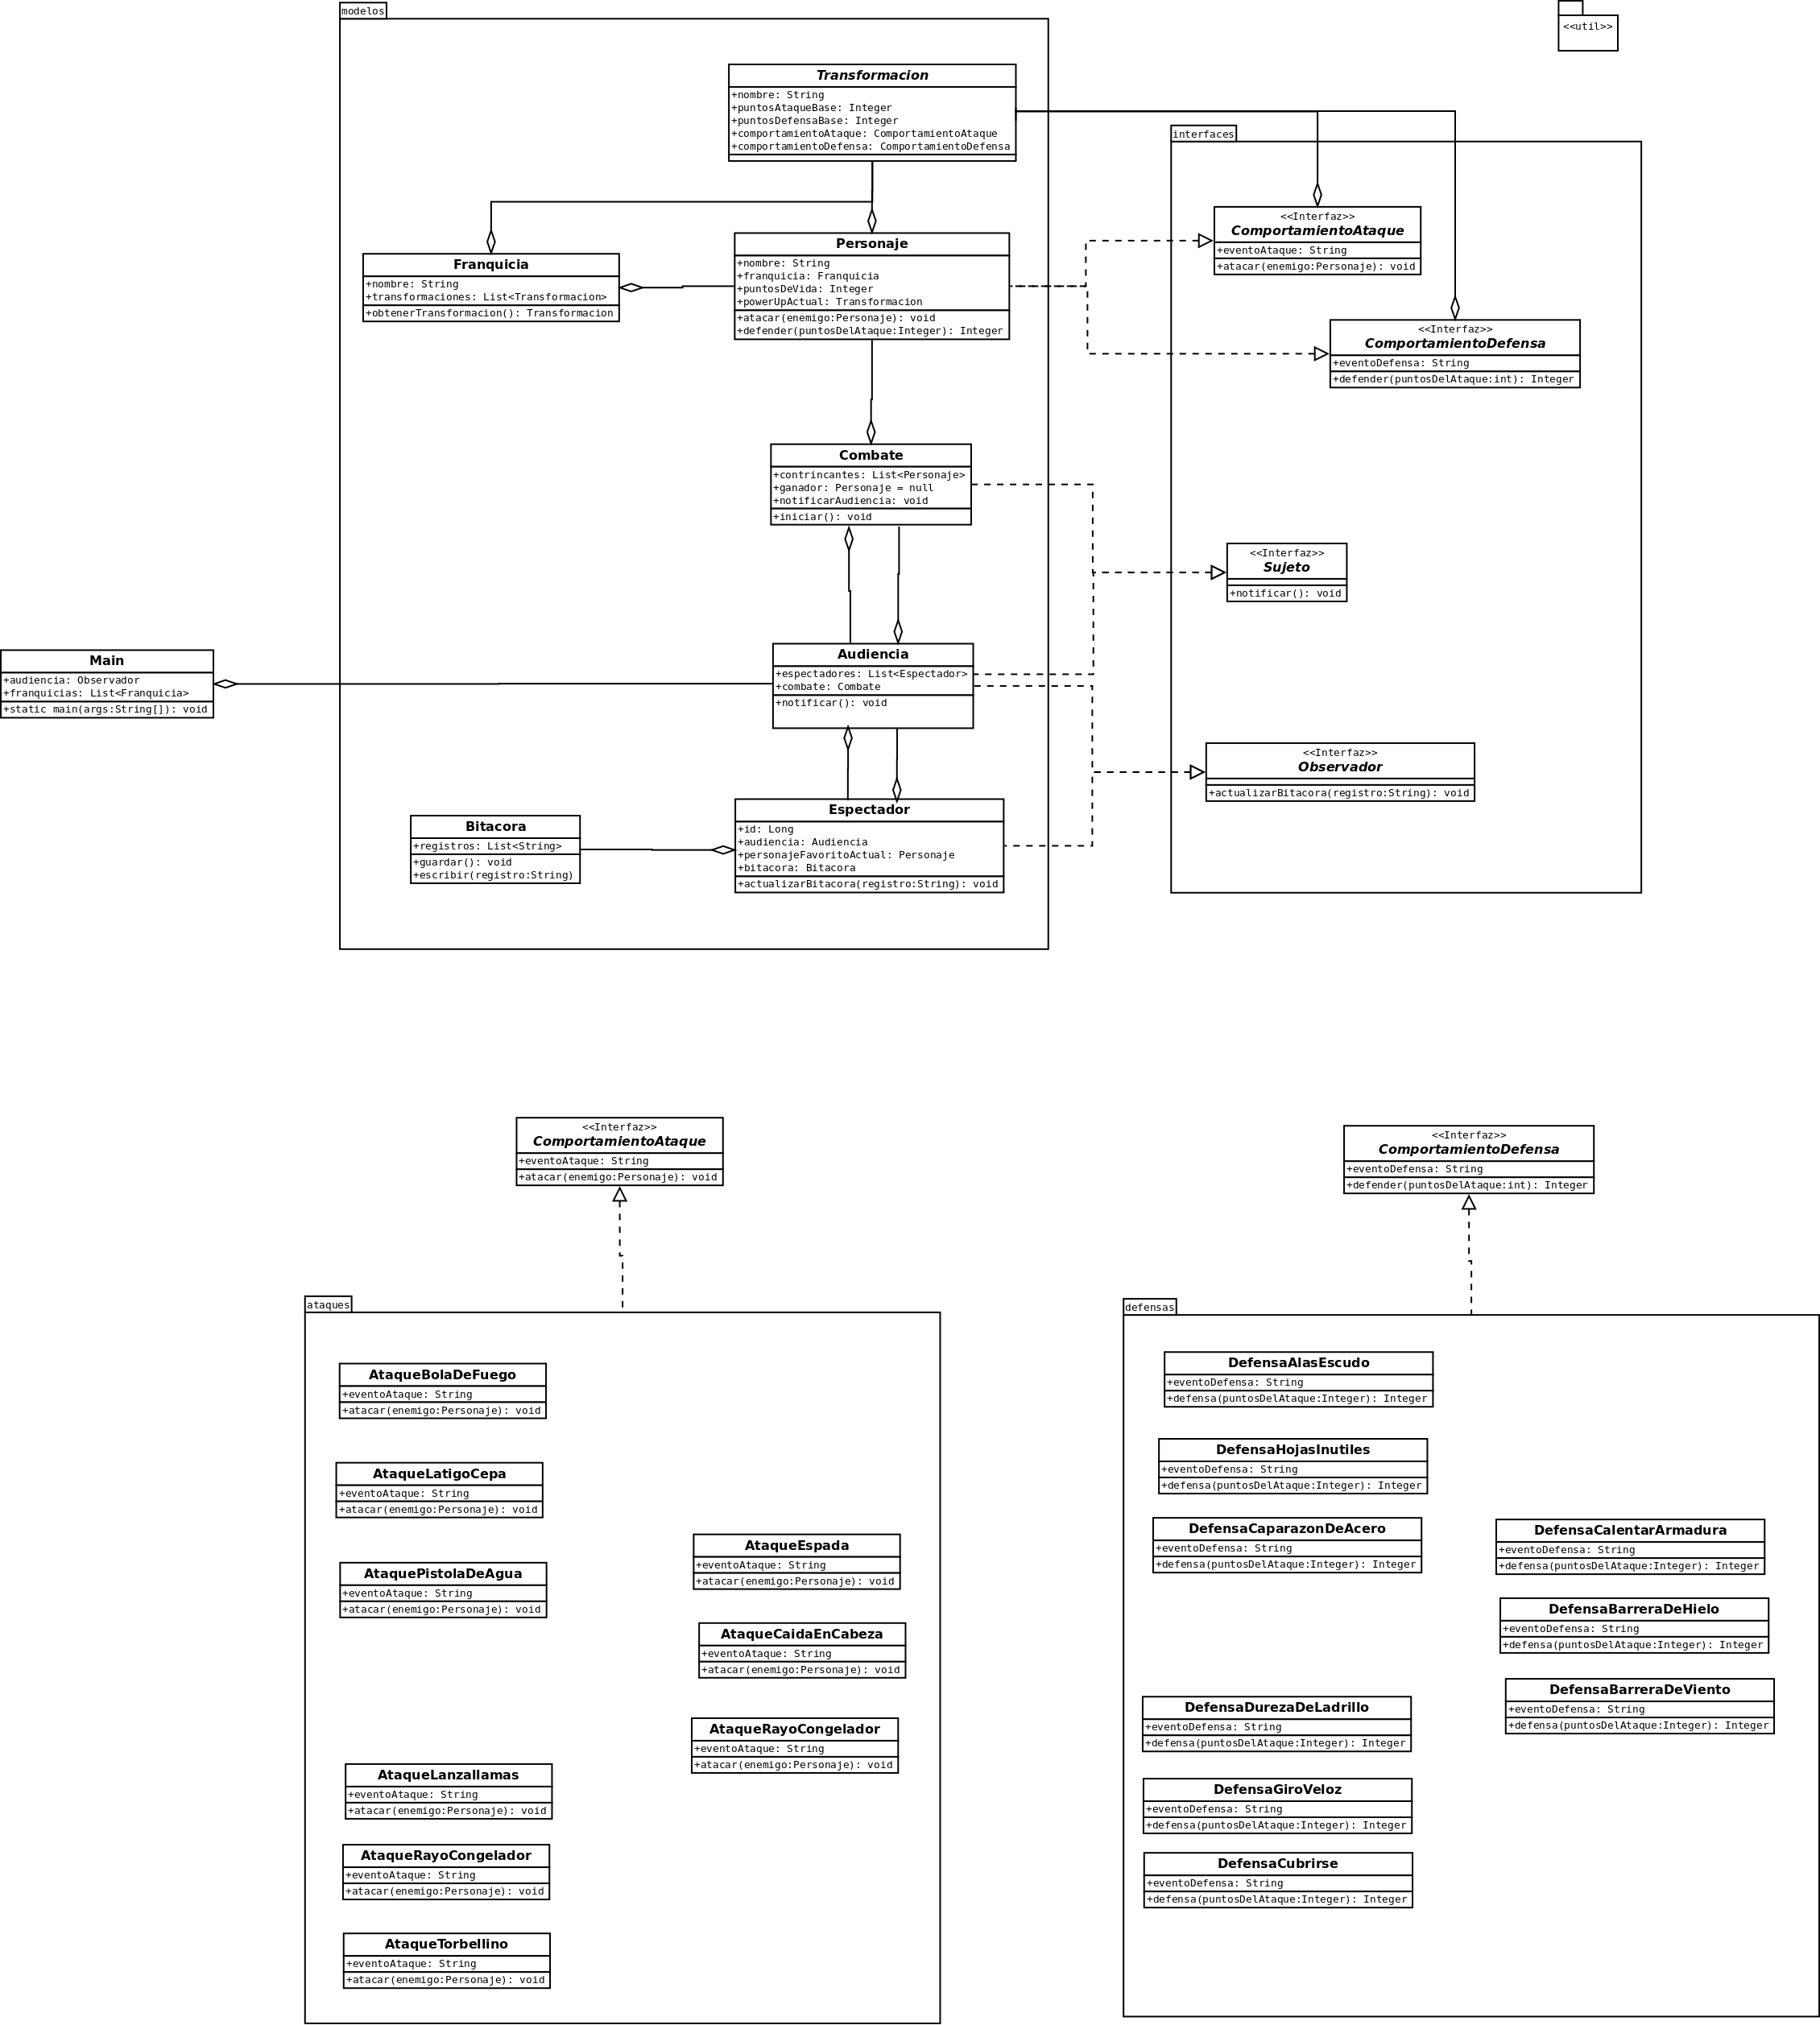 modelos
<<util>>
Transformacion
+nombre: String
+puntosAtaqueBase: Integer
+puntosDefensaBase: Integer
+comportamientoAtaque: ComportamientoAtaque
+comportamientoDefensa: ComportamientoDefensa
interfaces
<<Interfaz>>
ComportamientoAtaque
+eventoAtaque: String
+atacar(enemigo:Personaje): void
Franquicia
+nombre: String
+transformaciones: List<Transformacion>
+obtenerTransformacion(): Transformacion
Personaje
+nombre: String
+franquicia: Franquicia
+puntosDeVida: Integer
+powerUpActual: Transformacion
+atacar(enemigo:Personaje): void
+defender(puntosDelAtaque:Integer): Integer
<<Interfaz>>
ComportamientoDefensa
+eventoDefensa: String
+defender(puntosDelAtaque:int): Integer
Combate
+contrincantes: List<Personaje>
+ganador: Personaje = null
+notificarAudiencia: void
+iniciar(): void
<<Interfaz>>
Sujeto
+notificar(): void
Main
+audiencia: Observador
+franquicias: List<Franquicia>
+static main(args:String[]): void
Audiencia
+espectadores: List<Espectador>
+combate: Combate
+notificar(): void
<<Interfaz>>
Observador
+actualizarBitacora(registro:String): void
Bitacora
+registros: List<String>
+guardar(): void
+escribir(registro:String)
Espectador
+id: Long
+audiencia: Audiencia
+personajeFavoritoActual: Personaje
+bitacora: Bitacora
+actualizarBitacora(registro:String): void
<<Interfaz>>
ComportamientoAtaque
+eventoAtaque: String
+atacar(enemigo:Personaje): void
<<Interfaz>>
ComportamientoDefensa
+eventoDefensa: String
+defender(puntosDelAtaque:int): Integer
ataques
AtaqueBolaDeFuego
+eventoAtaque: String
+atacar(enemigo:Personaje): void
AtaqueLatigoCepa
+eventoAtaque: String
+atacar(enemigo:Personaje): void
AtaquePistolaDeAgua
+eventoAtaque: String
+atacar(enemigo:Personaje): void
AtaqueEspada
+eventoAtaque: String
+atacar(enemigo:Personaje): void
AtaqueCaidaEnCabeza
+eventoAtaque: String
+atacar(enemigo:Personaje): void
AtaqueRayoCongelador
+eventoAtaque: String
+atacar(enemigo:Personaje): void
AtaqueLanzallamas
+eventoAtaque: String
+atacar(enemigo:Personaje): void
AtaqueRayoCongelador
+eventoAtaque: String
+atacar(enemigo:Personaje): void
AtaqueTorbellino
+eventoAtaque: String
+atacar(enemigo:Personaje): void
defensas
DefensaAlasEscudo
+eventoDefensa: String
+defensa(puntosDelAtaque:Integer): Integer
DefensaHojasInutiles
+eventoDefensa: String
+defensa(puntosDelAtaque:Integer): Integer
DefensaCaparazonDeAcero
+eventoDefensa: String
+defensa(puntosDelAtaque:Integer): Integer
DefensaCalentarArmadura
+eventoDefensa: String
+defensa(puntosDelAtaque:Integer): Integer
DefensaBarreraDeHielo
+eventoDefensa: String
+defensa(puntosDelAtaque:Integer): Integer
DefensaBarreraDeViento
+eventoDefensa: String
+defensa(puntosDelAtaque:Integer): Integer
DefensaDurezaDeLadrillo
+eventoDefensa: String
+defensa(puntosDelAtaque:Integer): Integer
DefensaGiroVeloz
+eventoDefensa: String
+defensa(puntosDelAtaque:Integer): Integer
DefensaCubrirse
+eventoDefensa: String
+defensa(puntosDelAtaque:Integer): Integer